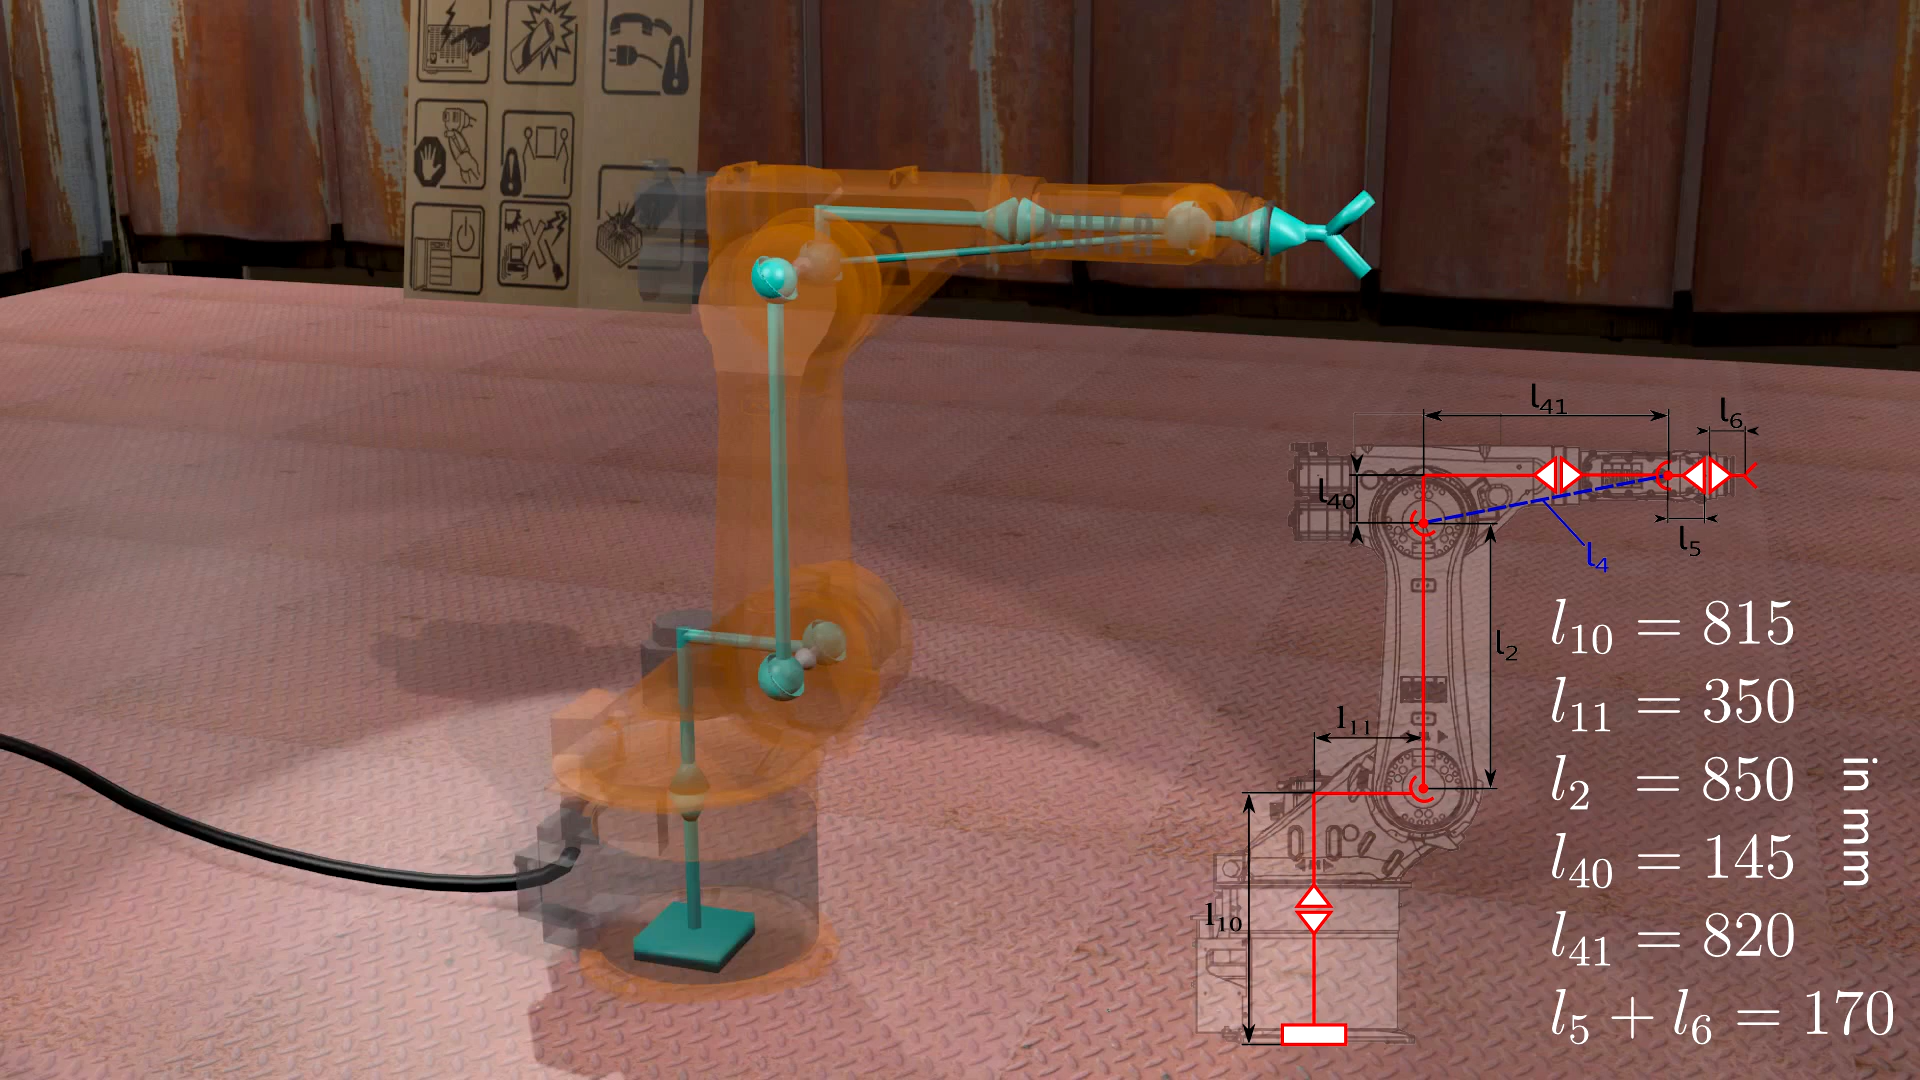 KUKA
l41
l6
l40
l5
l4
l2
l11
l10
l10 = 815
l11 = 350
l2 = 850
l40 = 145
l41 = 820
l5 + l6 = 170
in mm